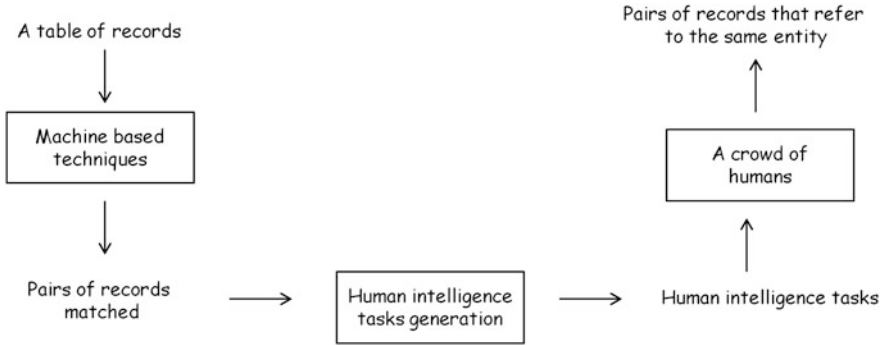 A table of records
Machine based
techniques
Pairs of records
matched
Human intelligence
tasks generation
Human intelligence tasks
A crowd of
humans
Pairs of records that refer
to the same entity